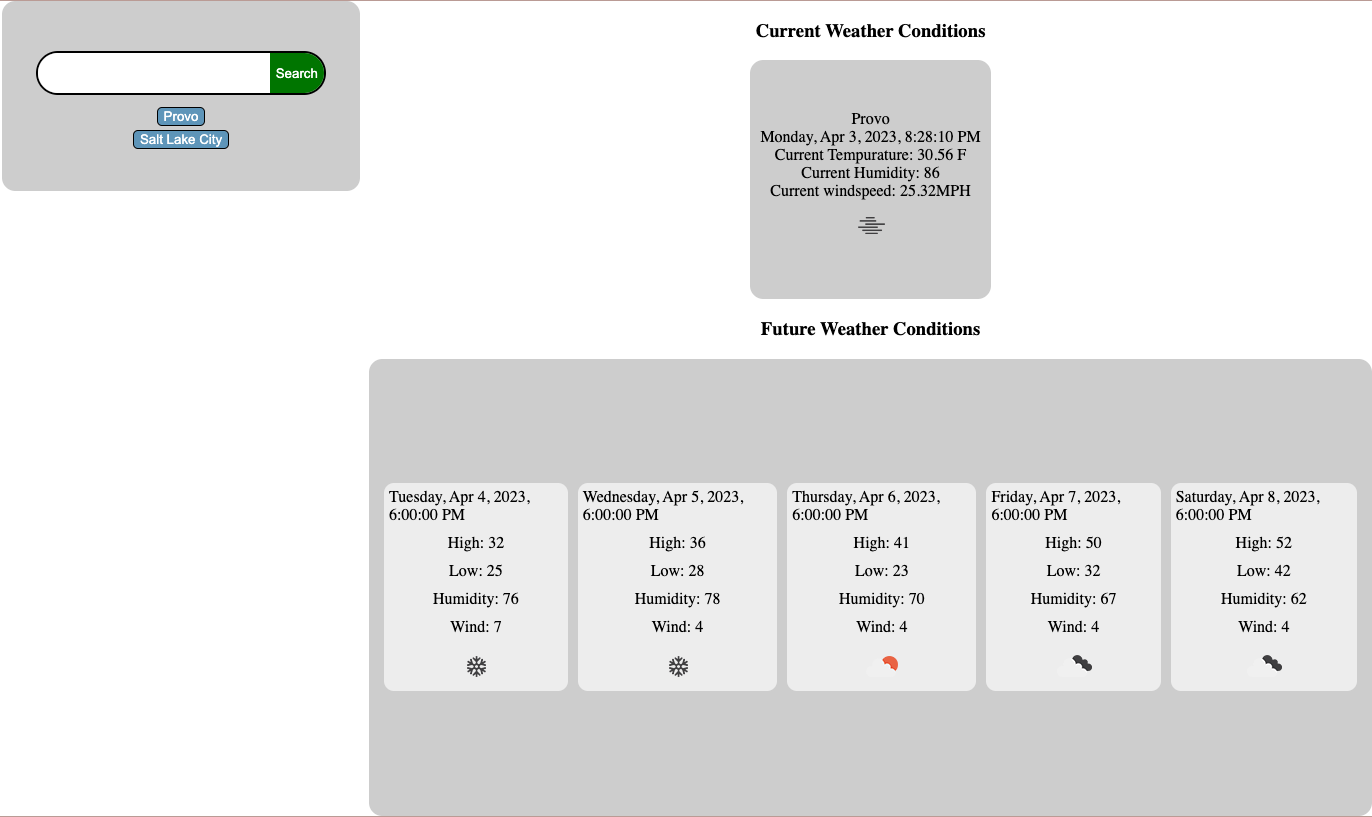 Search
Provo
Salt Lake City
Current Weather Conditions
Provo
Monday, Apr 3, 2023, 8:28:10 PM
Current Tempurature: 30.56 F
Current Humidity: 86
Current windspeed: 25.32MPH
Future Weather Conditions
Tuesday, Apr 4, 2023,
6:00:00 PM
High: 32
Low: 25
Humidity: 76
Wind: 7
Wednesday, Apr 5, 2023,
6:00:00 PM
High: 36
Low: 28
Humidity: 78
Wind: 4
Thursday, Apr 6, 2023,
6:00:00 PM
High: 41
Low: 23
Humidity: 70
Wind: 4
Friday, Apr 7, 2023,
6:00:00 PM
High: 50
Low: 32
Humidity: 67
Wind: 4
Saturday, Apr 8, 2023,
6:00:00 PM
High: 52
Low: 42
Humidity: 62
Wind: 4